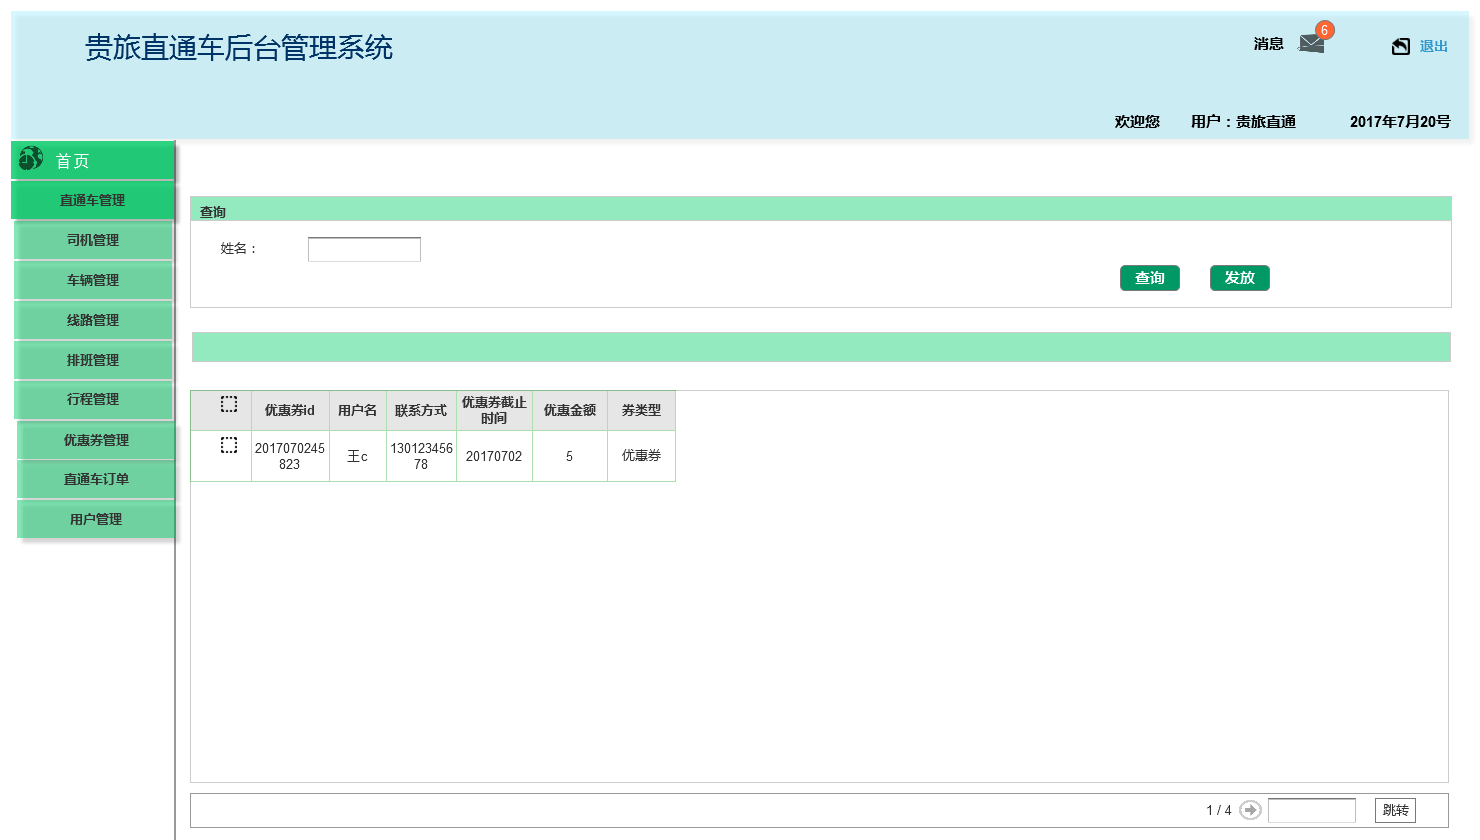 贵旅直通车后台管理系统
消息
6
退出
欢迎您 用户：贵旅直通 2017年7月20号
首页
直通车管理
司机管理
车辆管理
线路管理
排班管理
行程管理
优惠券管理
直通车订单
用户管理
查询
姓名：
查询 发放
优惠券id 用户名 联系方式 优惠券截止 优惠金额 券类型
时间
2017070245 王c 130123456 20170702 5 优惠券
823 78
1 / 4 跳转